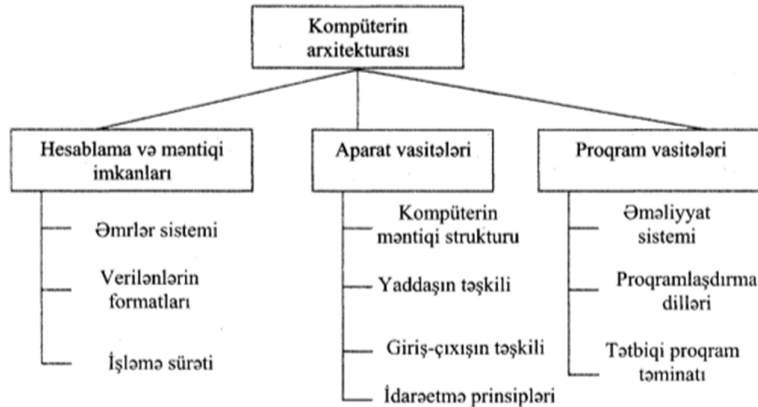 Kompüterin
arxitekturası
Hesablama və məntiqi
imkanları
Əmrlər sistemi
Verilənlərin
formatları
İşləmə sürəti
Aparat vasitələri
Kompüterin
məntiqi strukturu
Yaddaşın təşkili
Giriş-çıxışın təşkili
İdarəetmə prinsipləri
Proqram vasitələri
Əməliyyat
sistemi
Proqramlaşdırma
dilləri
Tətbiqi proqram
təminatı